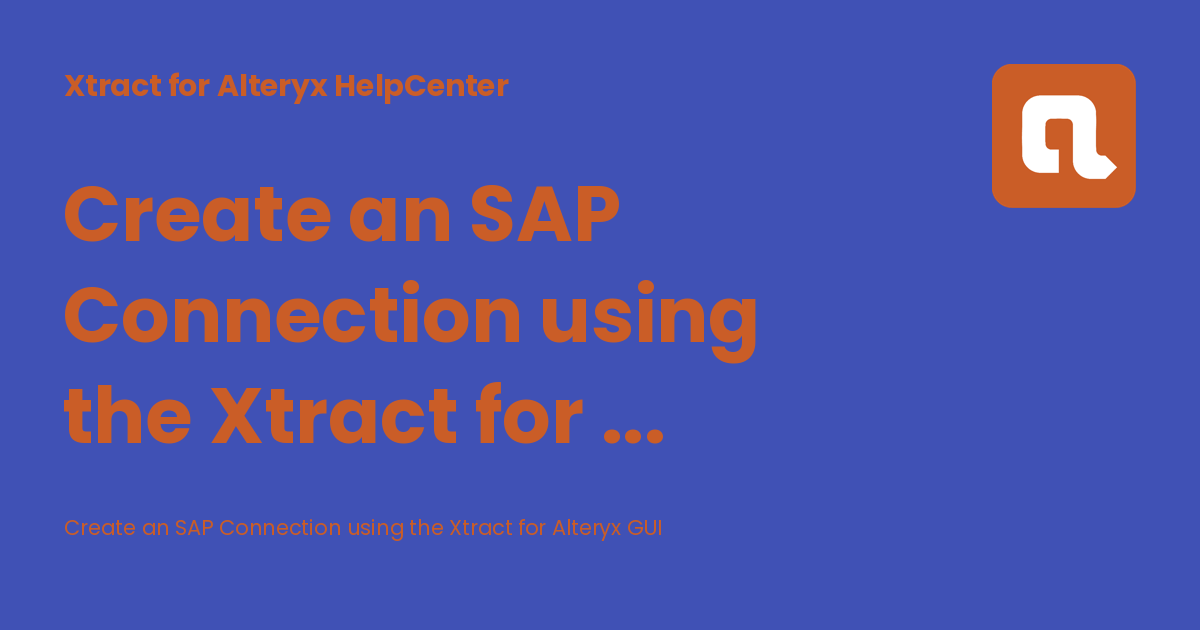 Xtract for Alteryx HelpCenter
Create an SAP
Connection using
the Xtract for ...
Create an SAP Connection using the Xtract for Alteryx GUI